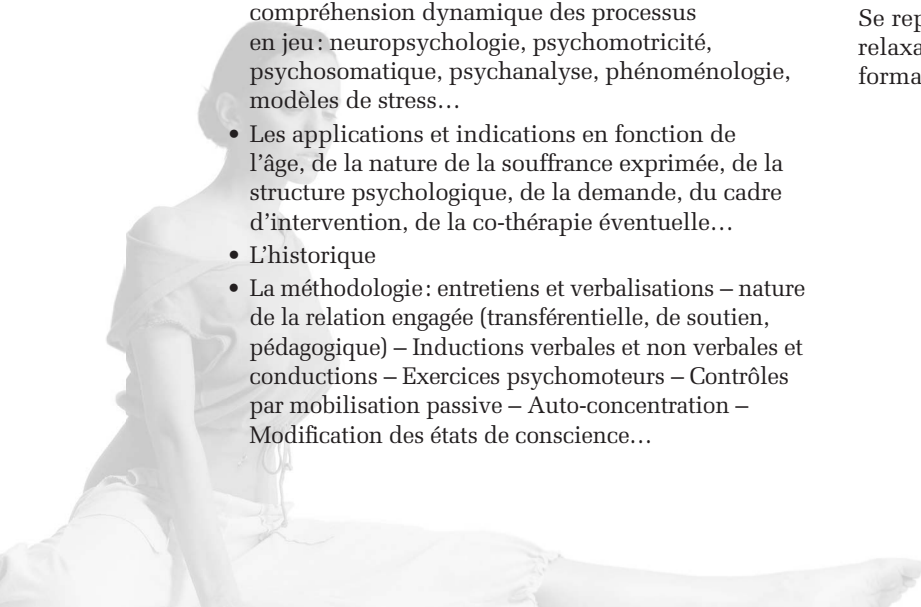 compréhension dynamique des processus
en jeu : neuropsychologie, psychomotricité,
psychosomatique, psychanalyse, phénoménologie,
modèles de stress…
• Les applications et indications en fonction de
l’âge, de la nature de la souffrance exprimée, de la
structure psychologique, de la demande, du cadre
d’intervention, de la co-thérapie éventuelle…
• L’historique
• La méthodologie : entretiens et verbalisations – nature
de la relation engagée (transférentielle, de soutien,
pédagogique) – Inductions verbales et non verbales et
conductions – Exercices psychomoteurs – Contrôles
par mobilisation passive – Auto-concentration –
Modification des états de conscience…
Se